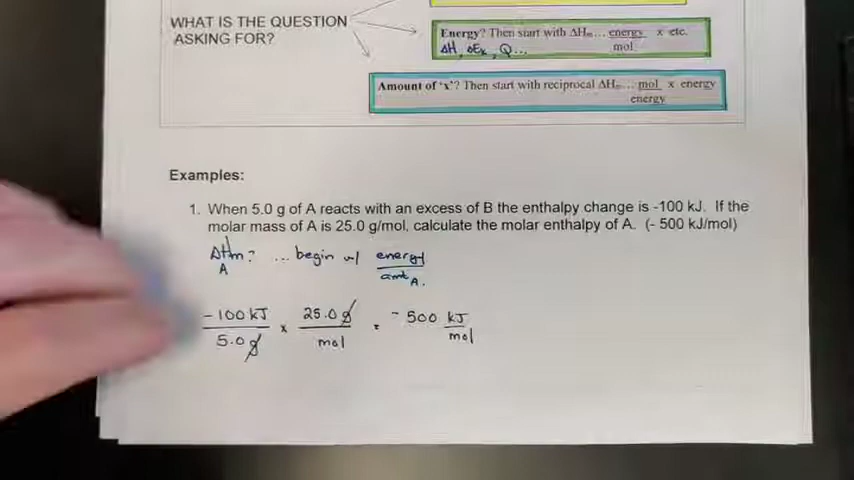 WHAT IS THE QUESTION
ASKING FOR?
Energy? Then start with ΔHm... energy x etc.
mol
ΔH, ΔEk, Q...
Amount of 'x'? Then start with reciprocal ΔHm... mol x energy
energy
Examples:
1. When 5.0 g of A reacts with an excess of B the enthalpy change is -100 kJ. If the
molar mass of A is 25.0 g/mol, calculate the molar enthalpy of A. (- 500 kJ/mol)
ΔHm? ... begin w/ energy
A amt A.
-100 kJ x 25.0 g = -500 kJ
5.0 g mol mol